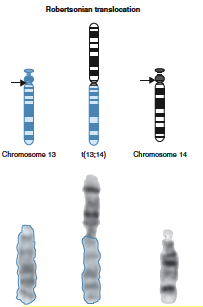 Robertsonian translocation
Chromosome 13
t(13;14)
Chromosome 14